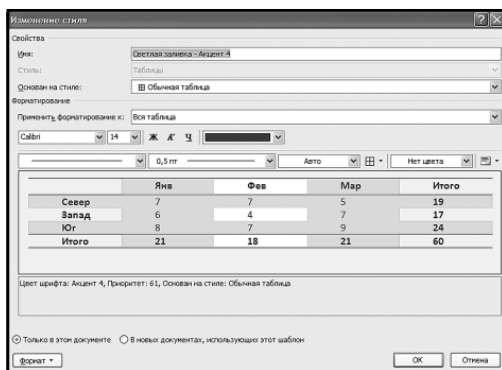 Изменение стиля
Свойства
Имя: Светлая заливка - Акцент 4
Стиль: Таблицы
Основан на стиле: Обычная таблица
Форматирование
Применить форматирование к: Вся таблица
Calibri 14 Ж К Ч
0,5 пт Авто Нет цвета
Янв Фев Мар Итого
Север 7 7 5 19
Запад 6 4 7 17
Юг 8 7 9 24
Итого 21 18 21 60
Цвет шрифта: Акцент 4, Приоритет: 61, Основан на стиле: Обычная таблица
Только в этом документе В новых документах, использующих этот шаблон
Формат ОК Отмена